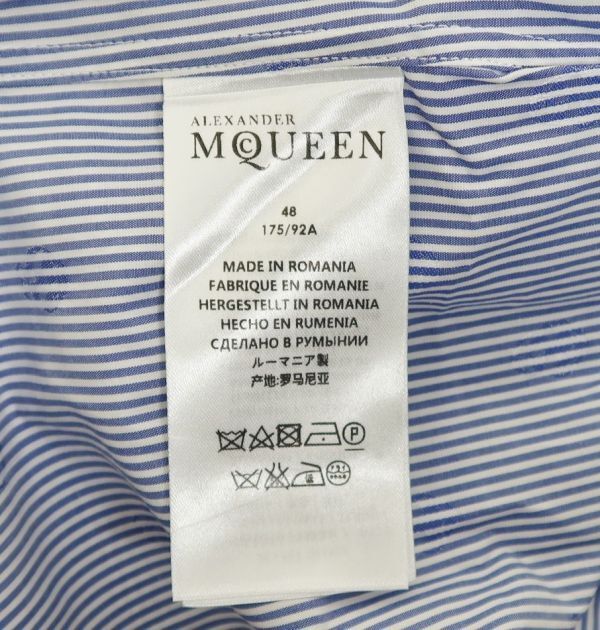 ALEXANDER
MCQUEEN
48
175/92A
MADE IN ROMANIA
FABRIQUE EN ROMANIE
HERGESTELLT IN ROMANIA
HECHO EN RUMENIA
СДЕЛАНО В РУМЫНИИ
ルーマニア製
产地:罗马尼亚
P